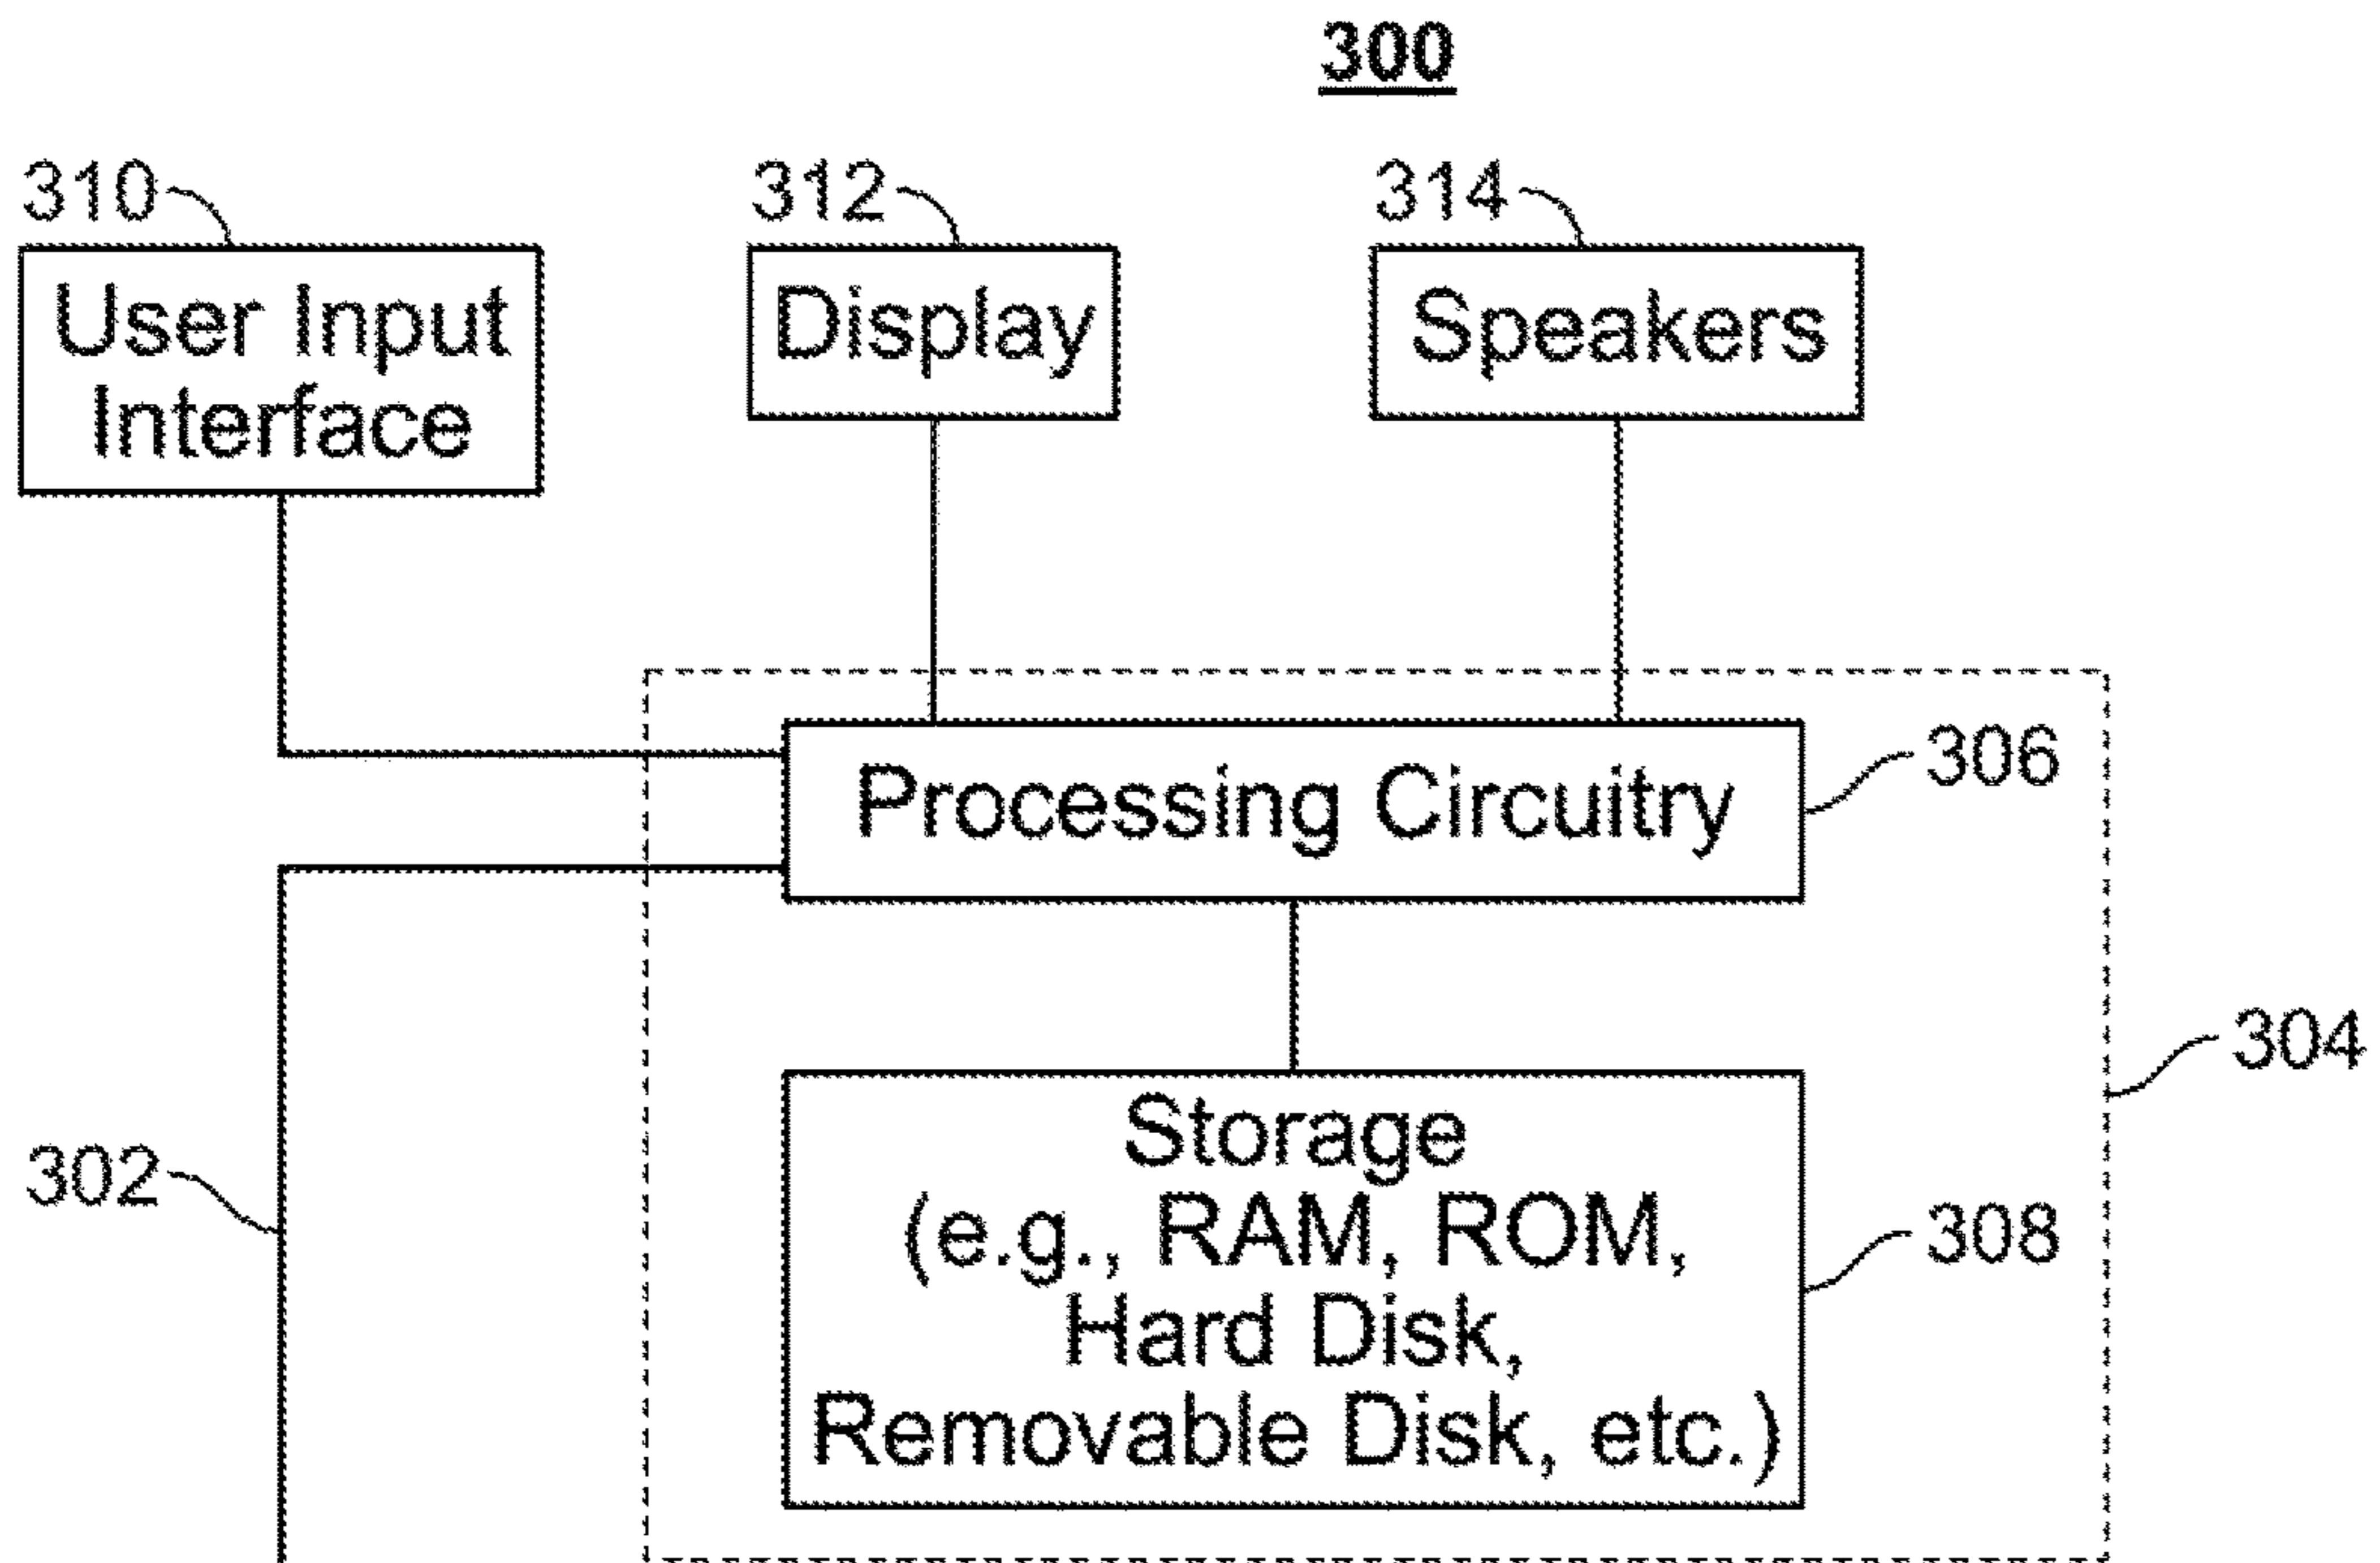 300
310
312
314
User Input
Interface
Display
Speakers
Processing Circuitry
306
304
302
Storage
(e.g., RAM, ROM,
Hard Disk,
Removable Disk, etc.)
308